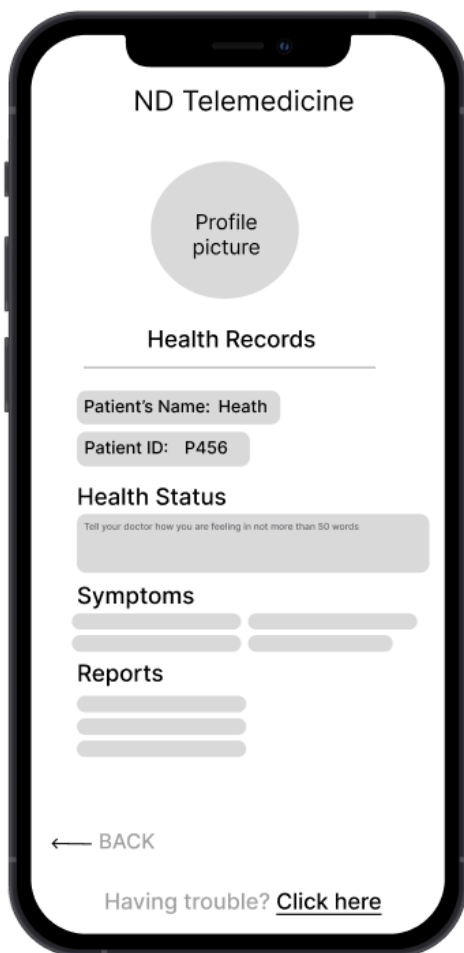 ND Telemedicine
Profile
picture
Health Records
Patient's Name: Heath
Patient ID: P456
Health Status
Tell your doctor how you are feeling in not more than 50 words
Symptoms
Reports
BACK
Having trouble? Click here